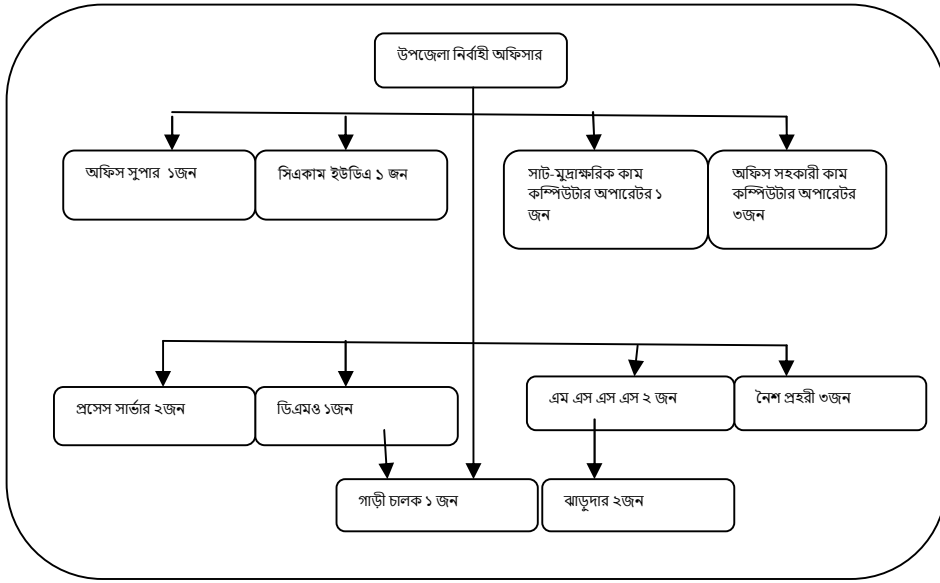 উপজেলা নির্বাহী অফিসার
অফিস সুপার ১জন
সিএকাম ইউডিএ ১ জন
সাট-মুদ্রাক্ষরিক কাম
কম্পিউটার অপারেটর ১
জন
অফিস সহকারী কাম
কম্পিউটার অপারেটর
৩জন
প্রসেস সার্ভার ২জন
ডিএমও ১জন
এম এস এস এস ২ জন
নৈশ প্রহরী ৩জন
গাড়ী চালক ১ জন
ঝাড়ুদার ২জন